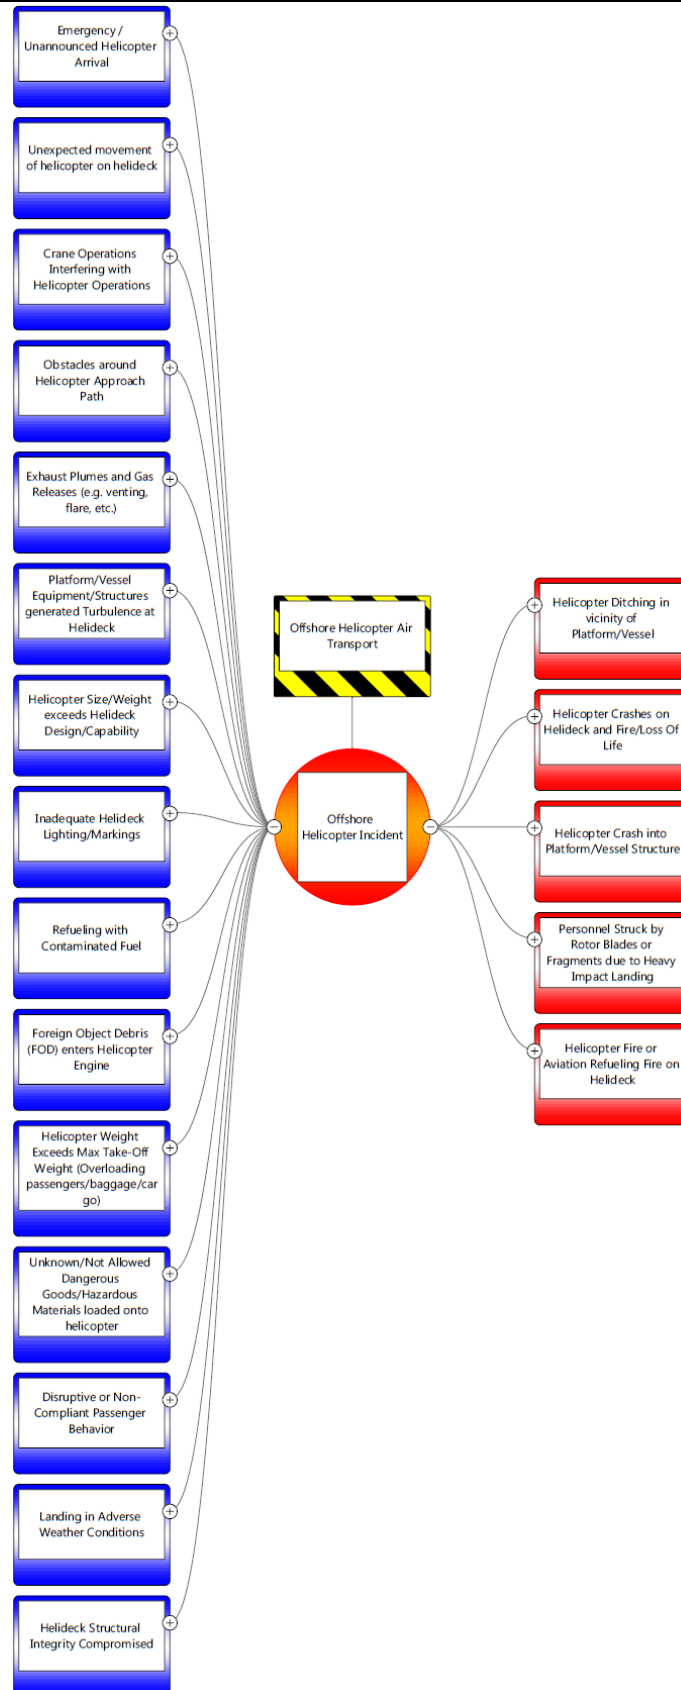 Emergency /
Unannounced Helicopter
Arrival
Unexpected movement
of helicopter on helideck
Crane Operations
Interfering with
Helicopter Operations
Obstacles around
Helicopter Approach
Path
Exhaust Plumes and Gas
Releases (e.g. venting,
flare, etc.)
Platform/Vessel
Equipment/Structures
generated Turbulence at
Helideck
Helicopter Size/Weight
exceeds Helideck
Design/Capability
Inadequate Helideck
Lighting/Markings
Refueling with
Contaminated Fuel
Foreign Object Debris
(FOD) enters Helicopter
Engine
Helicopter Weight
Exceeds Max Take-Off
Weight (Overloading
passengers/baggage/car
go)
Unknown/Not Allowed
Dangerous
Goods/Hazardous
Materials loaded onto
helicopter
Disruptive or Non-
Compliant Passenger
Behavior
Landing in Adverse
Weather Conditions
Helideck Structural
Integrity Compromised
Offshore Helicopter Air
Transport
Offshore
Helicopter Incident
Helicopter Ditching in
vicinity of
Platform/Vessel
Helicopter Crashes on
Helideck and Fire/Loss Of
Life
Helicopter Crash into
Platform/Vessel Structure
Personnel Struck by
Rotor Blades or
Fragments due to Heavy
Impact Landing
Helicopter Fire or
Aviation Refueling Fire on
Helideck